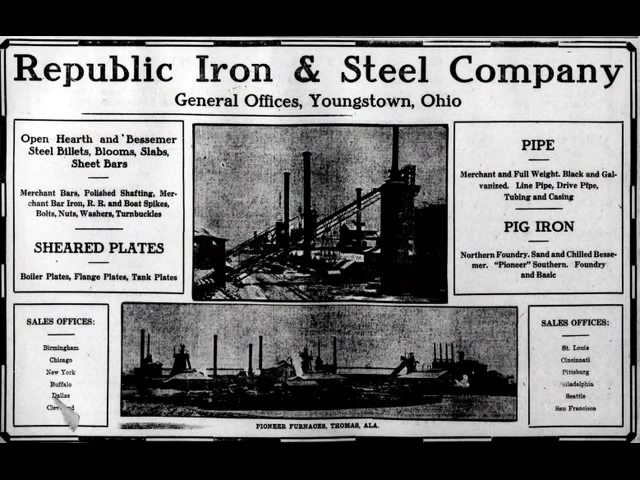 Republic Iron & Steel Company
General Offices, Youngstown, Ohio
Open Hearth and Bessemer
Steel Billets, Blooms, Slabs,
Sheet Bars
Merchant Bars, Polished Shafting, Mer-
chant Bar Iron, R. R. and Boat Spikes,
Bolts, Nuts, Washers, Turnbuckles
SHEARED PLATES
Boiler Plates, Flange Plates, Tank Plates
PIPE
Merchant and Full Weight. Black and Gal-
vanized. Line Pipe, Drive Pipe,
Tubing and Casing
PIG IRON
Northern Foundry. Sand and Chilled Besse-
mer. "Pioneer" Southern. Foundry
and Basic
SALES OFFICES:
Birmingham
Chicago
New York
Buffalo
Dallas
Cleveland
SALES OFFICES:
St. Louis
Cincinnati
Pittsburg
Philadelphia
Seattle
San Francisco
PIONEER FURNACES, THOMAS, ALA.